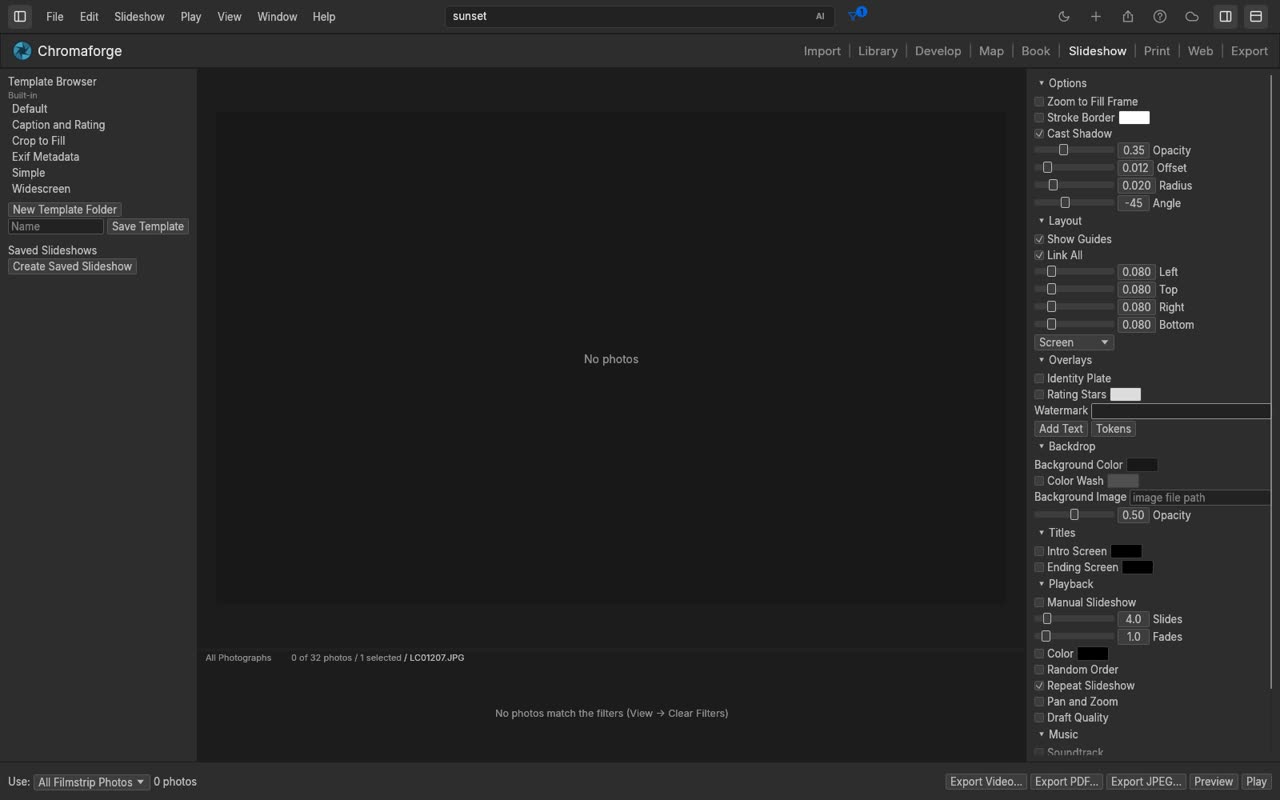 File Edit Slideshow Play View Window Help
sunset
AI
1
Chromaforge
Import Library Develop Map Book Slideshow Print Web Export
Template Browser
Built-in
Default
Caption and Rating
Crop to Fill
Exif Metadata
Simple
Widescreen
New Template Folder
Name Save Template
Saved Slideshows
Create Saved Slideshow
No photos
All Photographs 0 of 32 photos / 1 selected / LC01207.JPG
No photos match the filters (View → Clear Filters)
Options
Zoom to Fill Frame
Stroke Border
Cast Shadow
0.35 Opacity
0.012 Offset
0.020 Radius
-45 Angle
Layout
Show Guides
Link All
0.080 Left
0.080 Top
0.080 Right
0.080 Bottom
Screen
Overlays
Identity Plate
Rating Stars
Watermark
Add Text Tokens
Backdrop
Background Color
Color Wash
Background Image image file path
0.50 Opacity
Titles
Intro Screen
Ending Screen
Playback
Manual Slideshow
4.0 Slides
1.0 Fades
Color
Random Order
Repeat Slideshow
Pan and Zoom
Draft Quality
Music
Soundtrack
Use: All Filmstrip Photos 0 photos
Export Video... Export PDF... Export JPEG... Preview Play